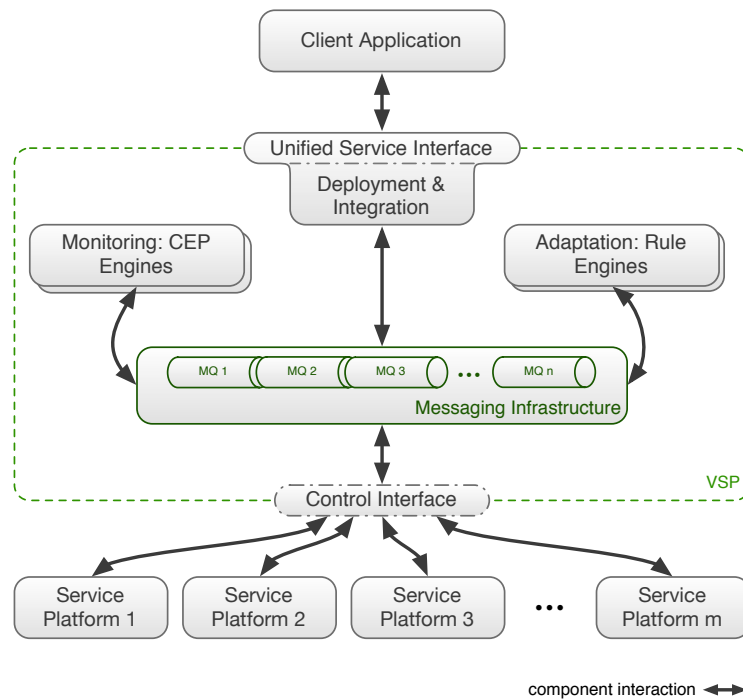 Client Application
Unified Service Interface
Deployment &
Integration
Monitoring: CEP
Engines
Adaptation: Rule
Engines
MQ 1
MQ 2
MQ 3
...
MQ n
Messaging Infrastructure
VSP
Control Interface
Service
Platform 1
Service
Platform 2
Service
Platform 3
...
Service
Platform m
component interaction